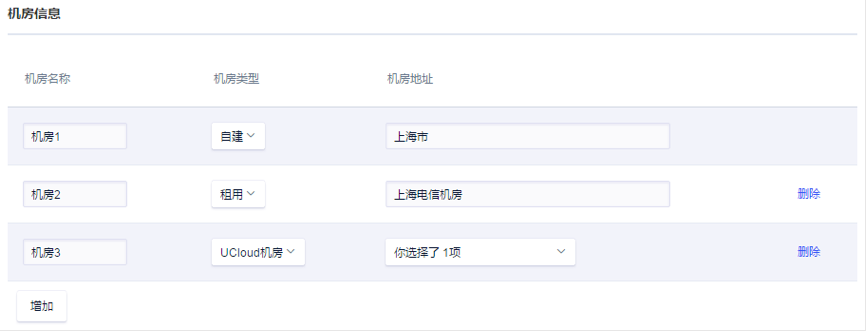 机房信息
机房名称 机房类型 机房地址
机房1 自建 上海市
机房2 租用 上海电信机房 删除
机房3 UCloud机房 你选择了 1项 删除
增加